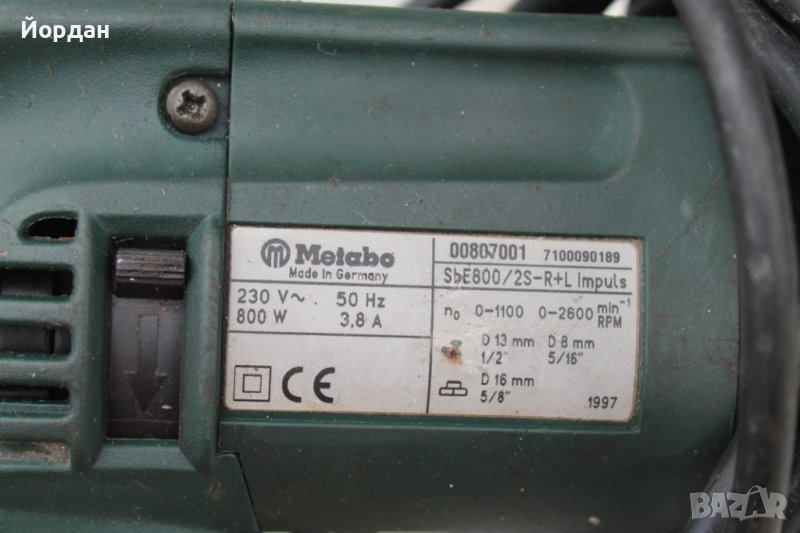 Йордан
Metabo
Made in Germany
230 V~ 50 Hz
800 W 3,8 A
CE
00807001 7100090189
SbE800/2S-R+L Impuls
n₀ 0-1100 0-2600 min⁻¹ RPM
D 13 mm D 8 mm
1/2" 5/16"
D 16 mm
5/8"
1997
BAZAR